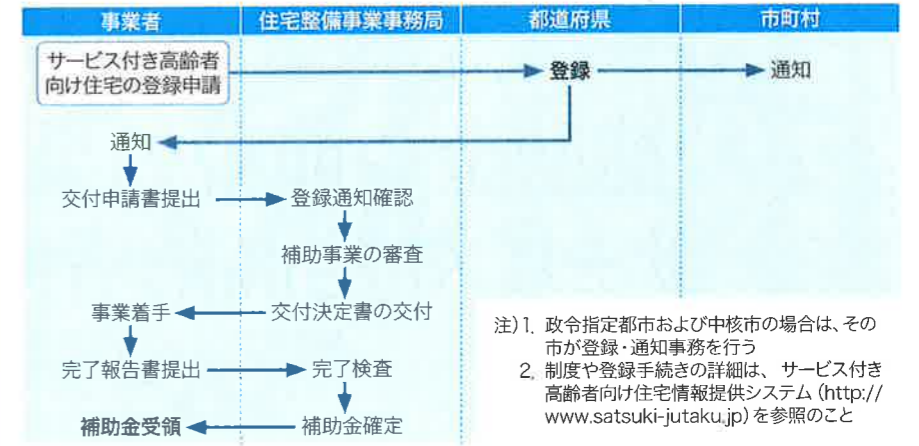 事業者 住宅整備事業事務局 都道府県 市町村
サービス付き高齢者
向け住宅の登録申請
登録 通知
通知
交付申請書提出 登録通知確認
補助事業の審査
事業着手 交付決定書の交付
完了報告書提出 完了検査
補助金受領 補助金確定
注)1. 政令指定都市および中核市の場合は、その
市が登録・通知事務を行う
2. 制度や登録手続きの詳細は、サービス付き
高齢者向け住宅情報提供システム(http://
www.satsuki-jutaku.jp)を参照のこと